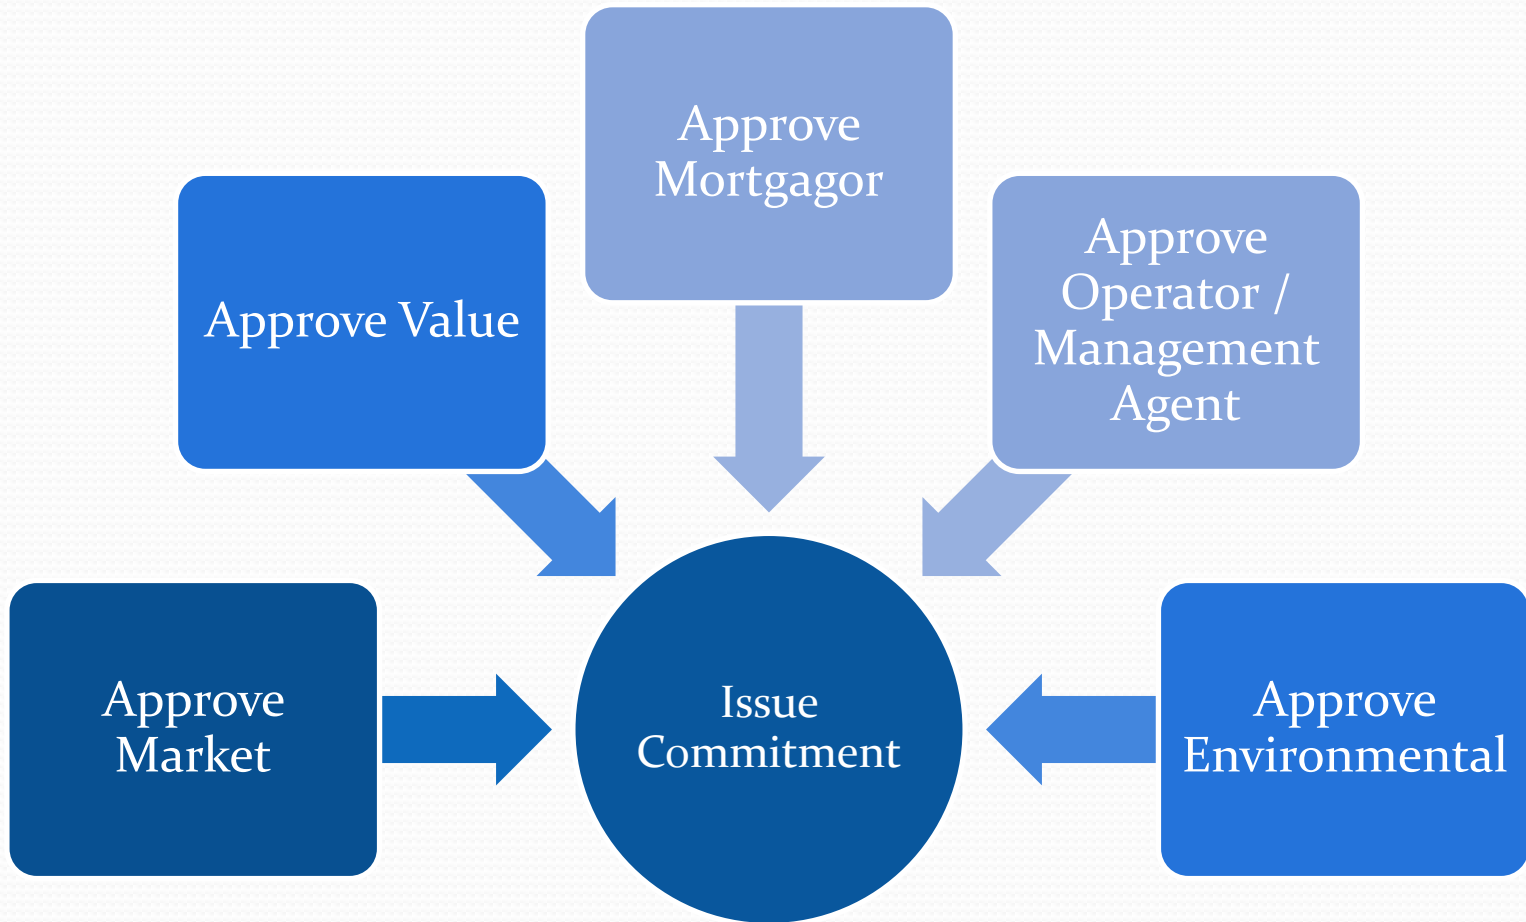 Approve
Mortgagor
Approve Value
Approve
Operator /
Management
Agent
Approve
Market
Issue
Commitment
Approve
Environmental